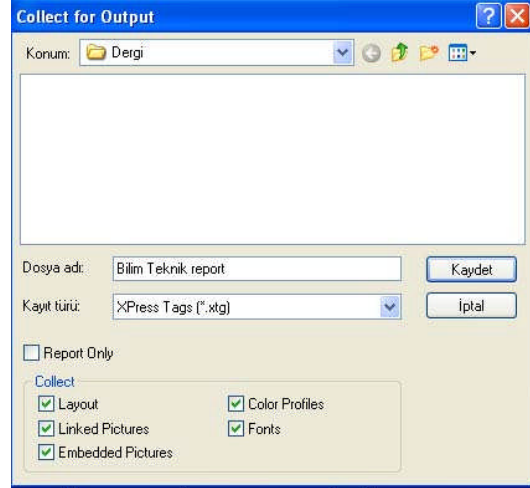 Collect for Output
Konum: Dergi
Dosya adı: Bilim Teknik report Kaydet
Kayıt türü: XPress Tags (*.xtg) İptal
Report Only
Collect
Layout Color Profiles
Linked Pictures Fonts
Embedded Pictures